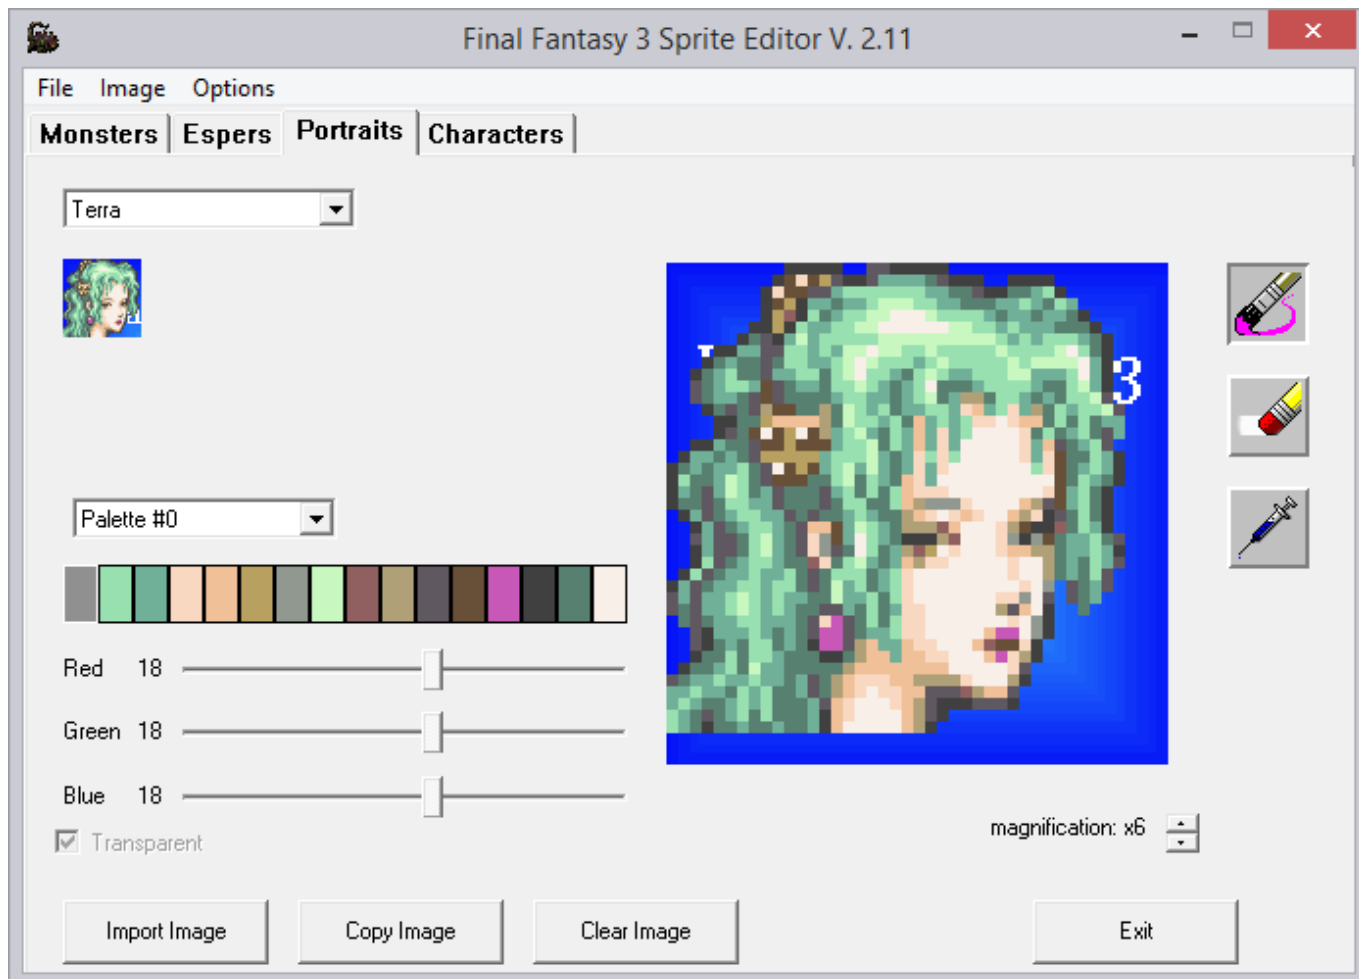 Final Fantasy 3 Sprite Editor V. 2.11
File Image Options
Monsters Espers Portraits Characters
Terra
3
Palette #0
Red 18
Green 18
Blue 18
Transparent
magnification: x6
Import Image Copy Image Clear Image Exit